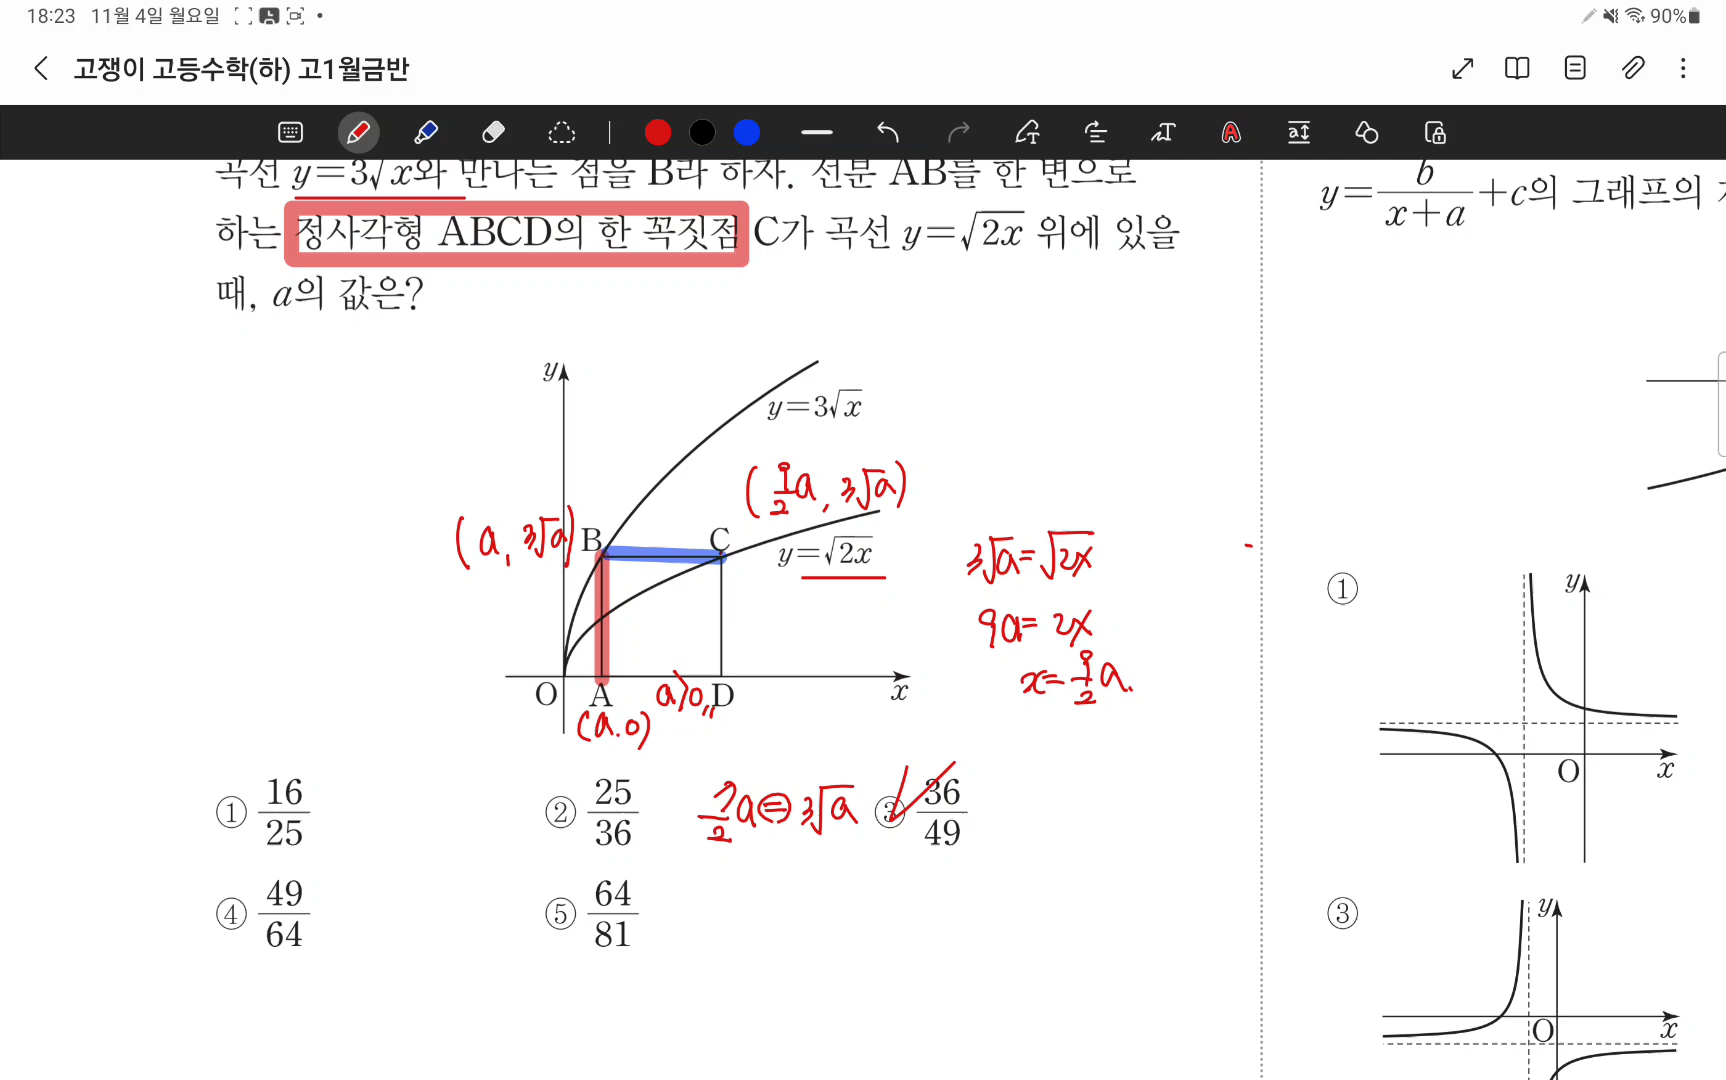 18:23 11월 4일 월요일
90%
고쟁이 고등수학(하) 고1월금반
곡선 y=3√x와 만나는 점을 B라 하자. 선분 AB를 한 변으로
하는 정사각형 ABCD의 한 꼭짓점 C가 곡선 y=√2x 위에 있을
때, a의 값은?
y
y=3√x
(9/2a, 3√a)
(a, 3√a)
B
C
y=√2x
O
A
a>0
D
x
(a.0)
3√a=√2x
9a=2x
x=9/2a.
① 16/25
② 25/36
7/2a=3√a
③ 36/49
④ 49/64
⑤ 64/81
y=b/(x+a)+c의 그래프의
①
y
O
x
③
y
O
x